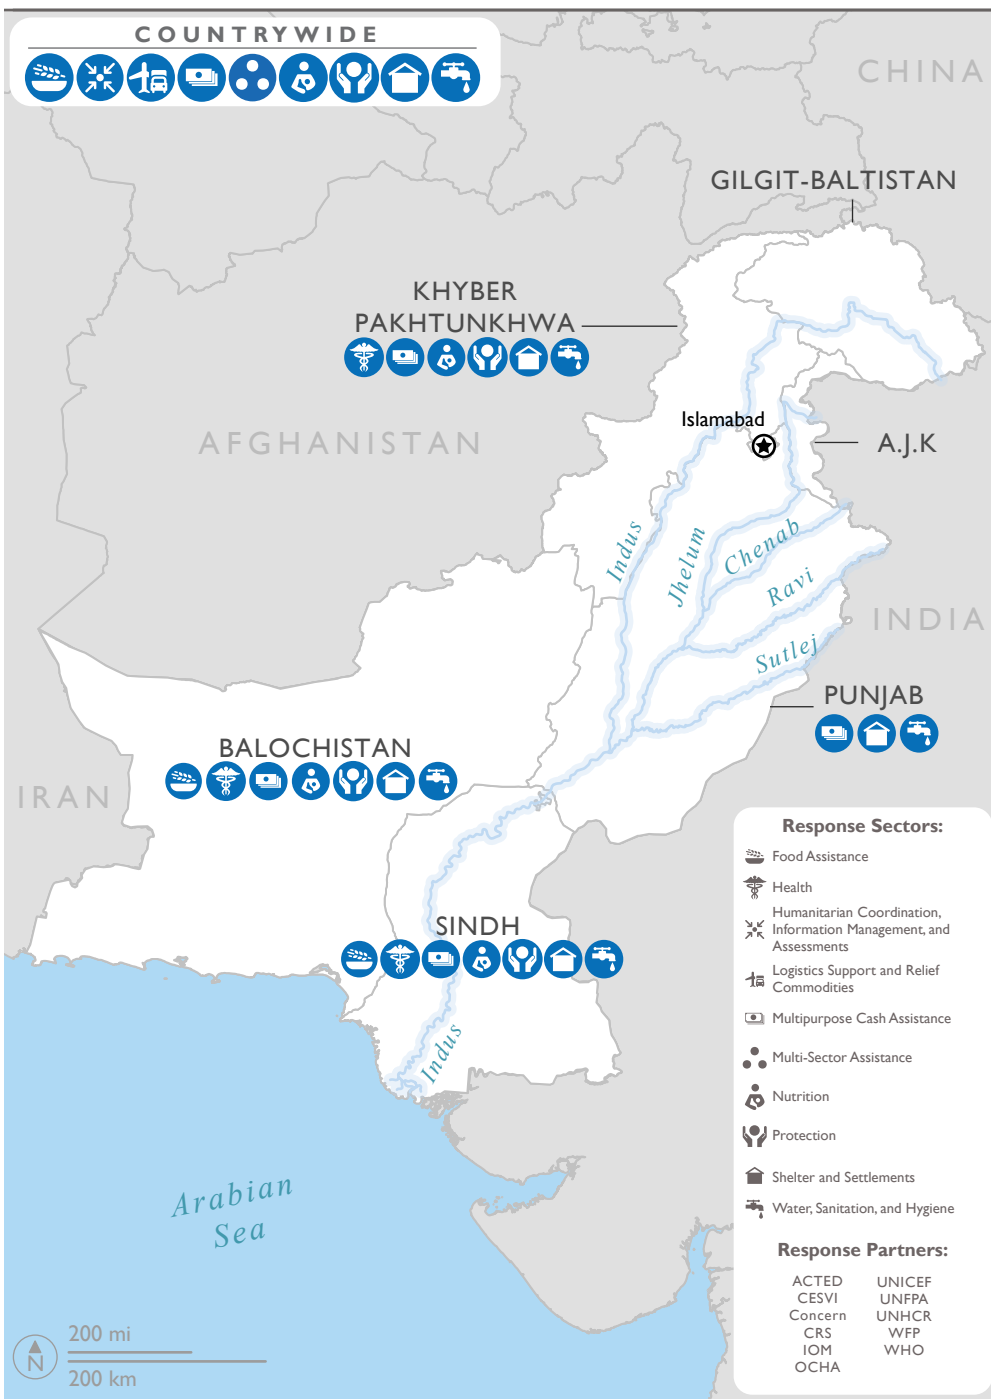 COUNTRYWIDE
CHINA
GILGIT-BALTISTAN
KHYBER
PAKHTUNKHWA
Islamabad
AFGHANISTAN
A.J.K
Indus
Jhelum
Chenab
Ravi
INDIA
Sutlej
PUNJAB
BALOCHISTAN
IRAN
SINDH
Indus
Arabian
Sea
Response Sectors:
Food Assistance
Health
Humanitarian Coordination,
Information Management, and
Assessments
Logistics Support and Relief
Commodities
Multipurpose Cash Assistance
Multi-Sector Assistance
Nutrition
Protection
Shelter and Settlements
Water, Sanitation, and Hygiene
Response Partners:
ACTED
CESVI
Concern
CRS
IOM
OCHA
UNICEF
UNFPA
UNHCR
WFP
WHO
N
200 mi
200 km